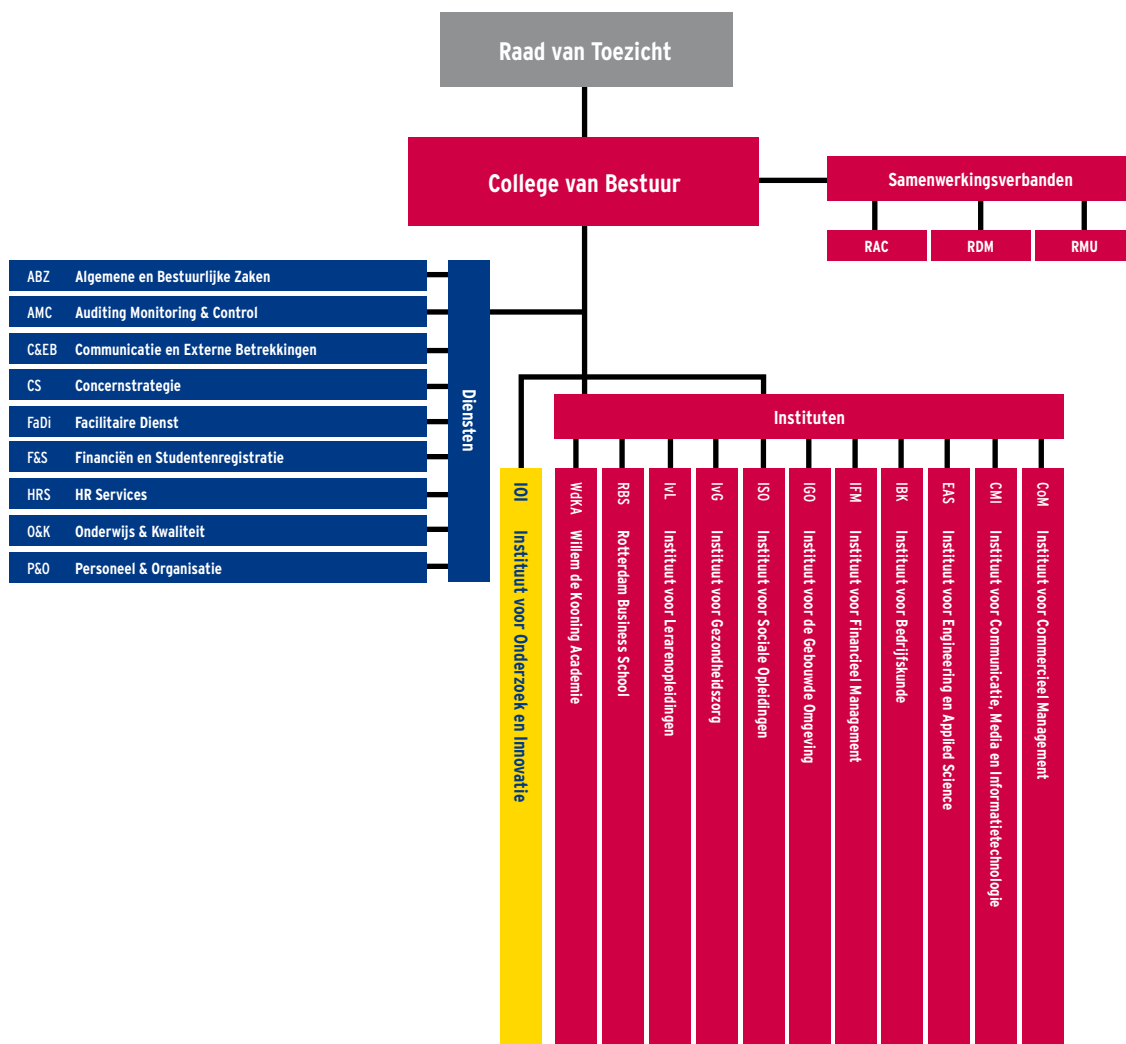 Raad van Toezicht
College van Bestuur
Samenwerkingsverbanden
RAC
RDM
RMU
ABZ Algemene en Bestuurlijke Zaken
AMC Auditing Monitoring & Control
C&EB Communicatie en Externe Betrekkingen
CS Concernstrategie
FaDi Facilitaire Dienst
F&S Financiën en Studentenregistratie
HRS HR Services
O&K Onderwijs & Kwaliteit
P&O Personeel & Organisatie
Diensten
Instituten
IOI Instituut voor Onderzoek en Innovatie
WdKA Willem de Kooning Academie
RBS Rotterdam Business School
IvL Instituut voor Lerarenopleidingen
IvG Instituut voor Gezondheidszorg
ISO Instituut voor Sociale Opleidingen
IGO Instituut voor de Gebouwde Omgeving
IFM Instituut voor Financieel Management
IBK Instituut voor Bedrijfskunde
EAS Instituut voor Engineering en Applied Science
CMI Instituut voor Communicatie, Media en Informatietechnologie
CoM Instituut voor Commercieel Management